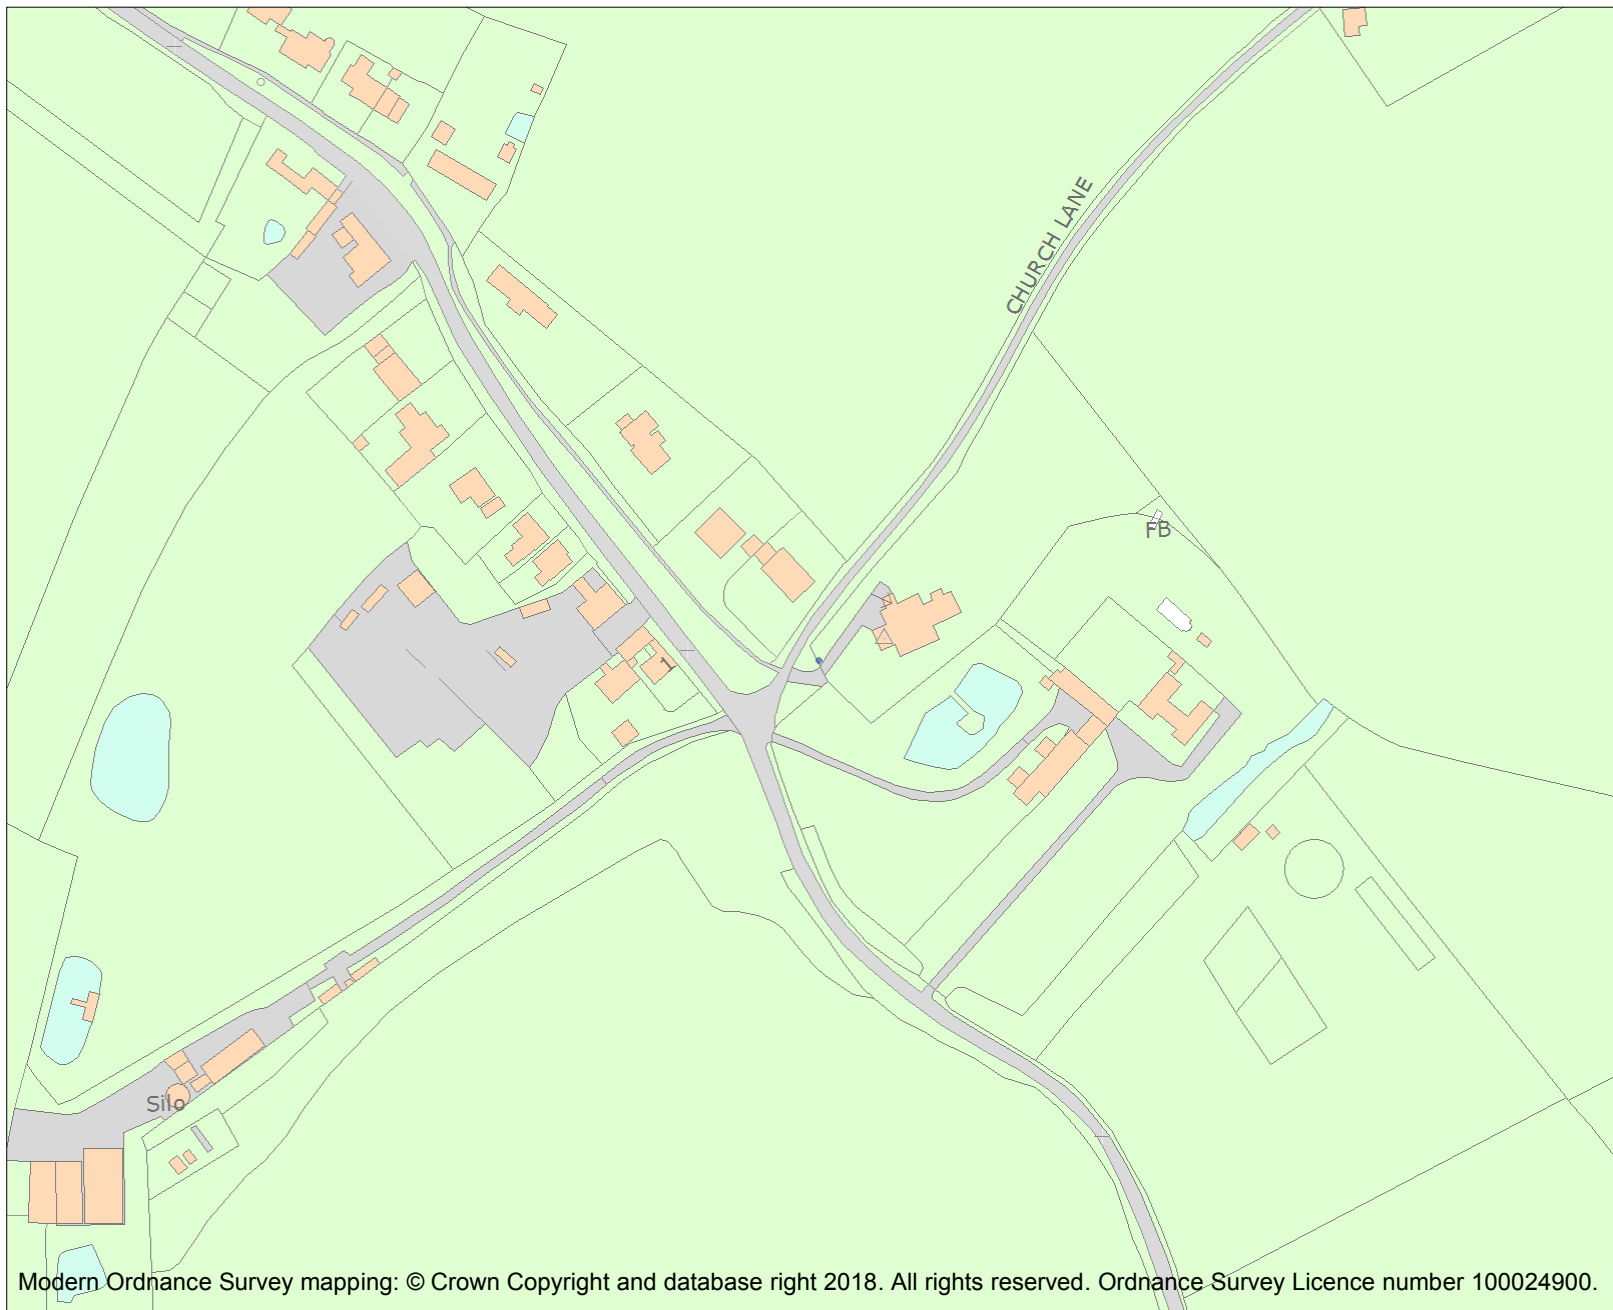 CHURCH LANE
FB
1
Silo
Modern Ordnance Survey mapping: © Crown Copyright and database right 2018. All rights reserved. Ordnance Survey Licence number 100024900.